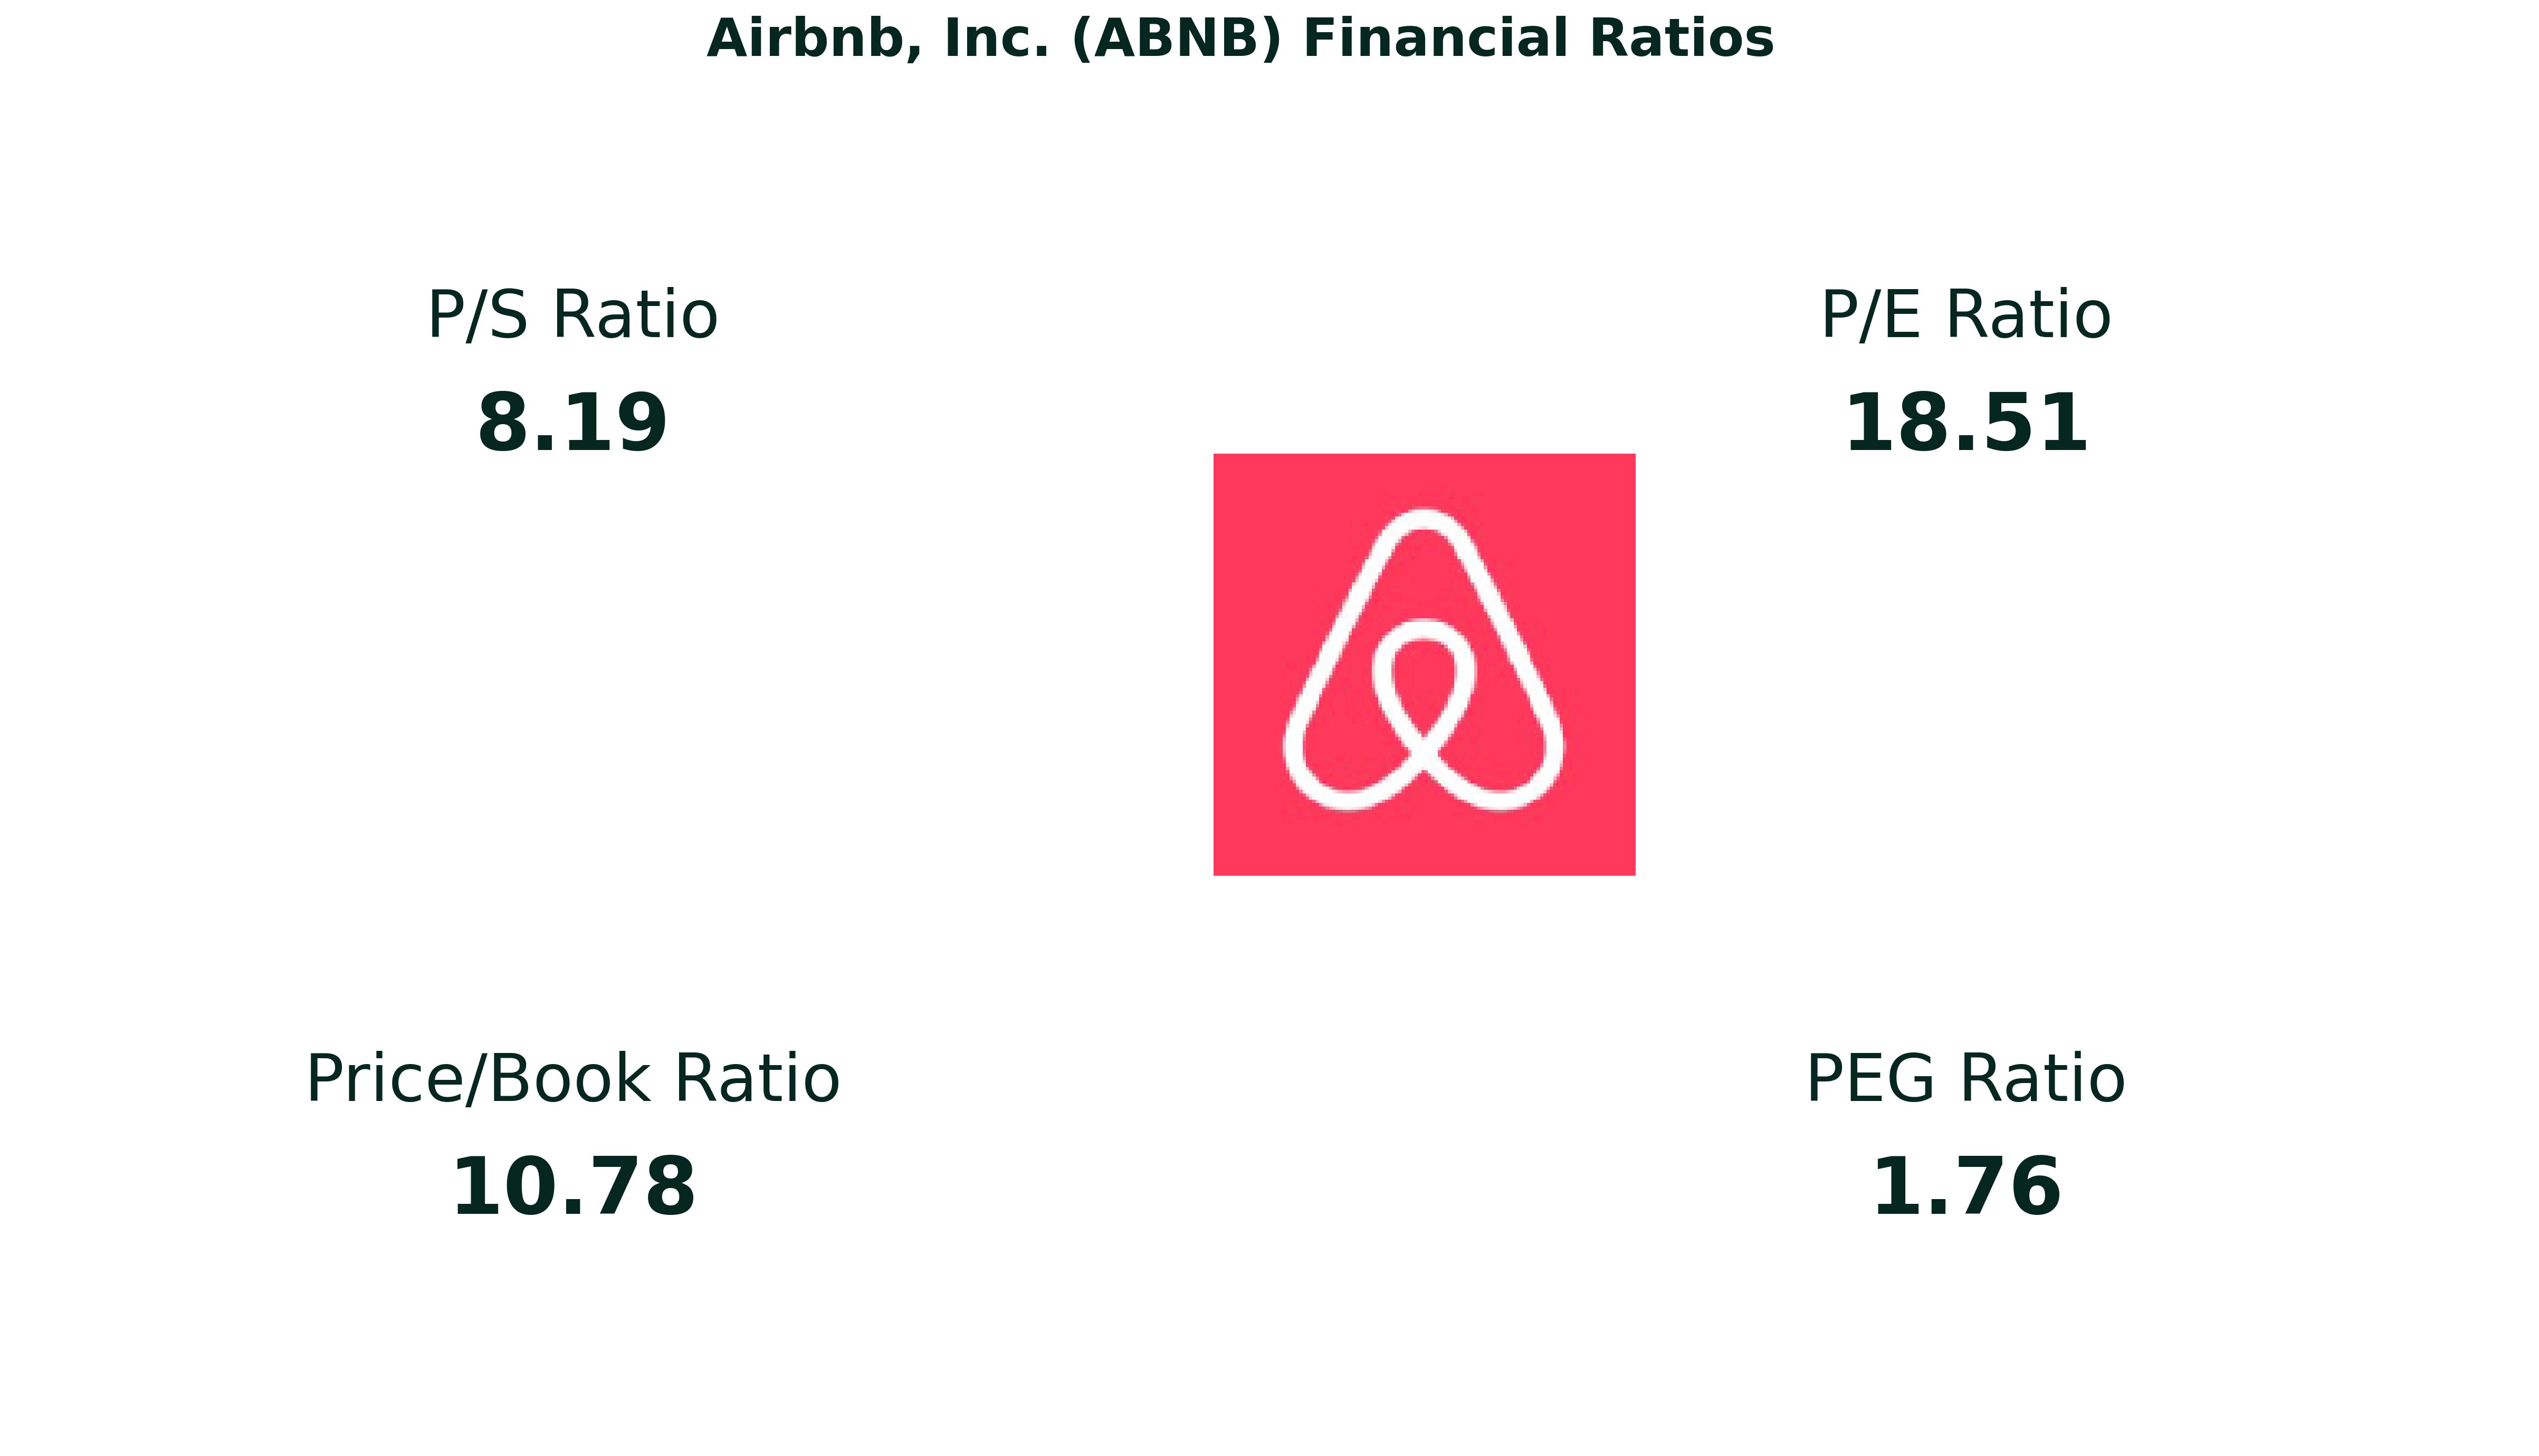 Airbnb, Inc. (ABNB) Financial Ratios
P/S Ratio
8.19
P/E Ratio
18.51
Price/Book Ratio
10.78
PEG Ratio
1.76